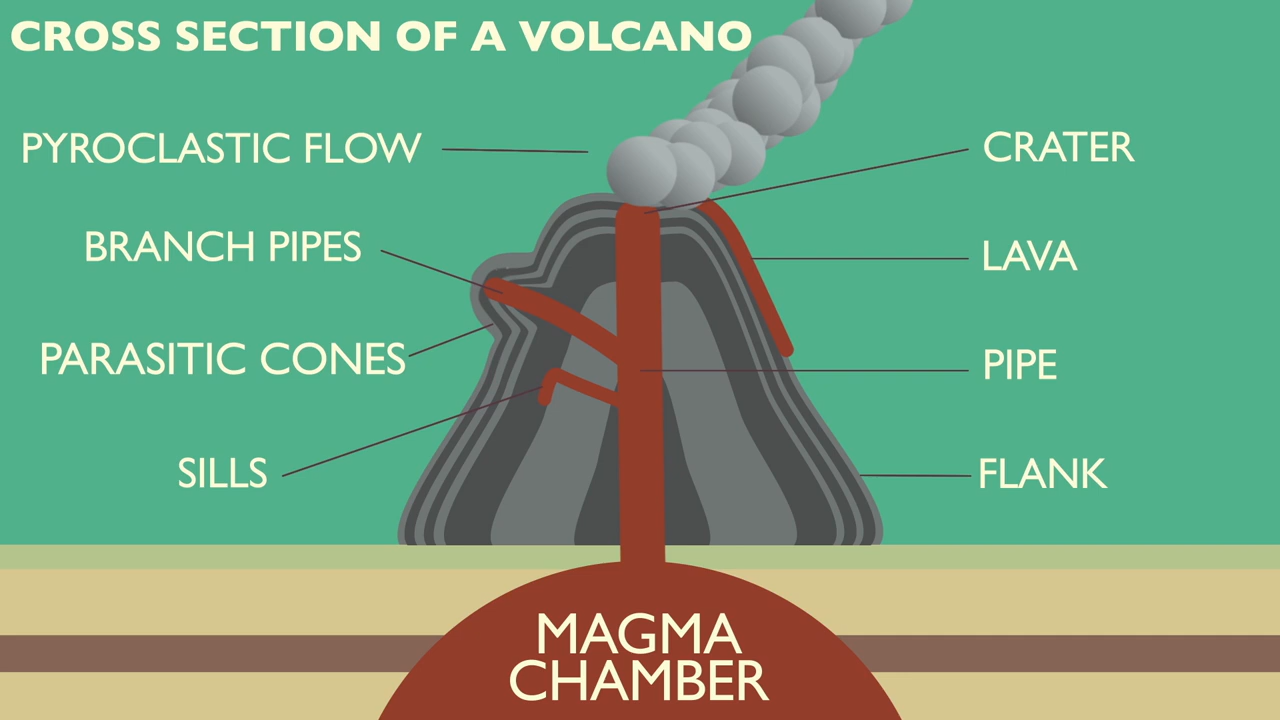 CROSS SECTION OF A VOLCANO
PYROCLASTIC FLOW
BRANCH PIPES
PARASITIC CONES
SILLS
CRATER
LAVA
PIPE
FLANK
MAGMA
CHAMBER